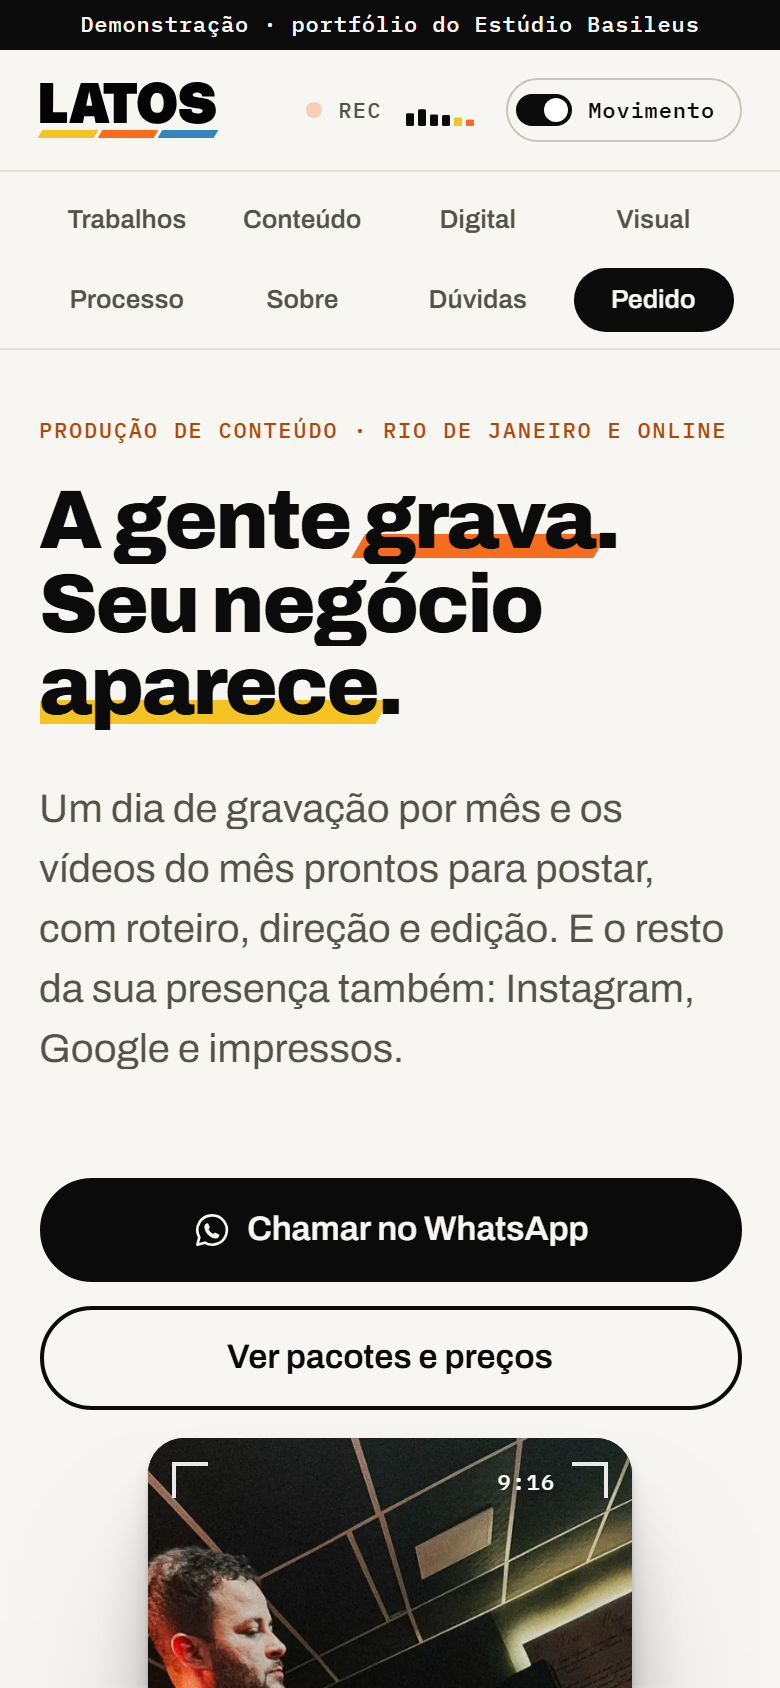 Demonstração · portfólio do Estúdio Basileus
LATOS
REC
Movimento
Trabalhos Conteúdo Digital Visual
Processo Sobre Dúvidas Pedido
PRODUÇÃO DE CONTEÚDO · RIO DE JANEIRO E ONLINE
A gente grava.
Seu negócio
aparece.
Um dia de gravação por mês e os
vídeos do mês prontos para postar,
com roteiro, direção e edição. E o resto
da sua presença também: Instagram,
Google e impressos.
Chamar no WhatsApp
Ver pacotes e preços
9:16